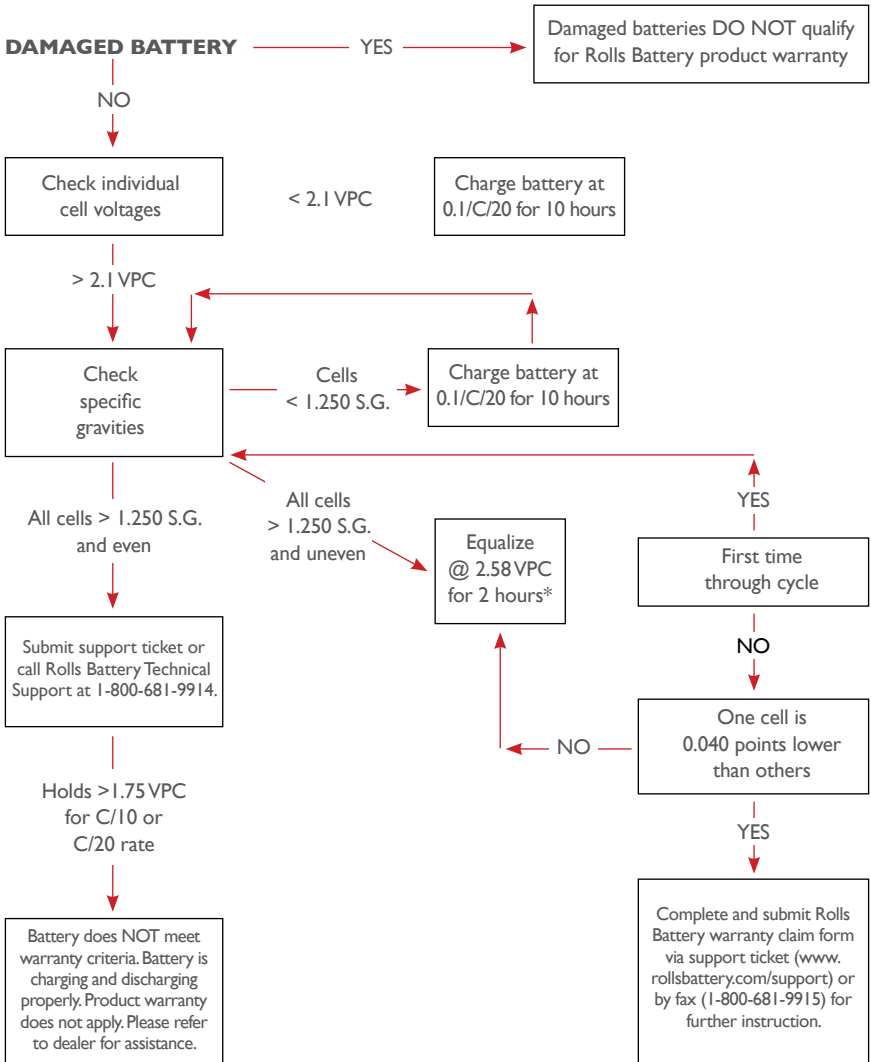 DAMAGED BATTERY
YES
Damaged batteries DO NOT qualify
for Rolls Battery product warranty
NO
Check individual
cell voltages
< 2.1 VPC
Charge battery at
0.1/C/20 for 10 hours
> 2.1 VPC
Check
specific
gravities
Cells
< 1.250 S.G.
Charge battery at
0.1/C/20 for 10 hours
All cells > 1.250 S.G.
and even
All cells
> 1.250 S.G.
and uneven
Equalize
@ 2.58 VPC
for 2 hours*
YES
First time
through cycle
NO
Submit support ticket or
call Rolls Battery Technical
Support at 1-800-681-9914.
One cell is
0.040 points lower
than others
NO
Holds >1.75 VPC
for C/10 or
C/20 rate
YES
Battery does NOT meet
warranty criteria. Battery is
charging and discharging
properly. Product warranty
does not apply. Please refer
to dealer for assistance.
Complete and submit Rolls
Battery warranty claim form
via support ticket (www.
rollsbattery.com/support) or
by fax (1-800-681-9915) for
further instruction.